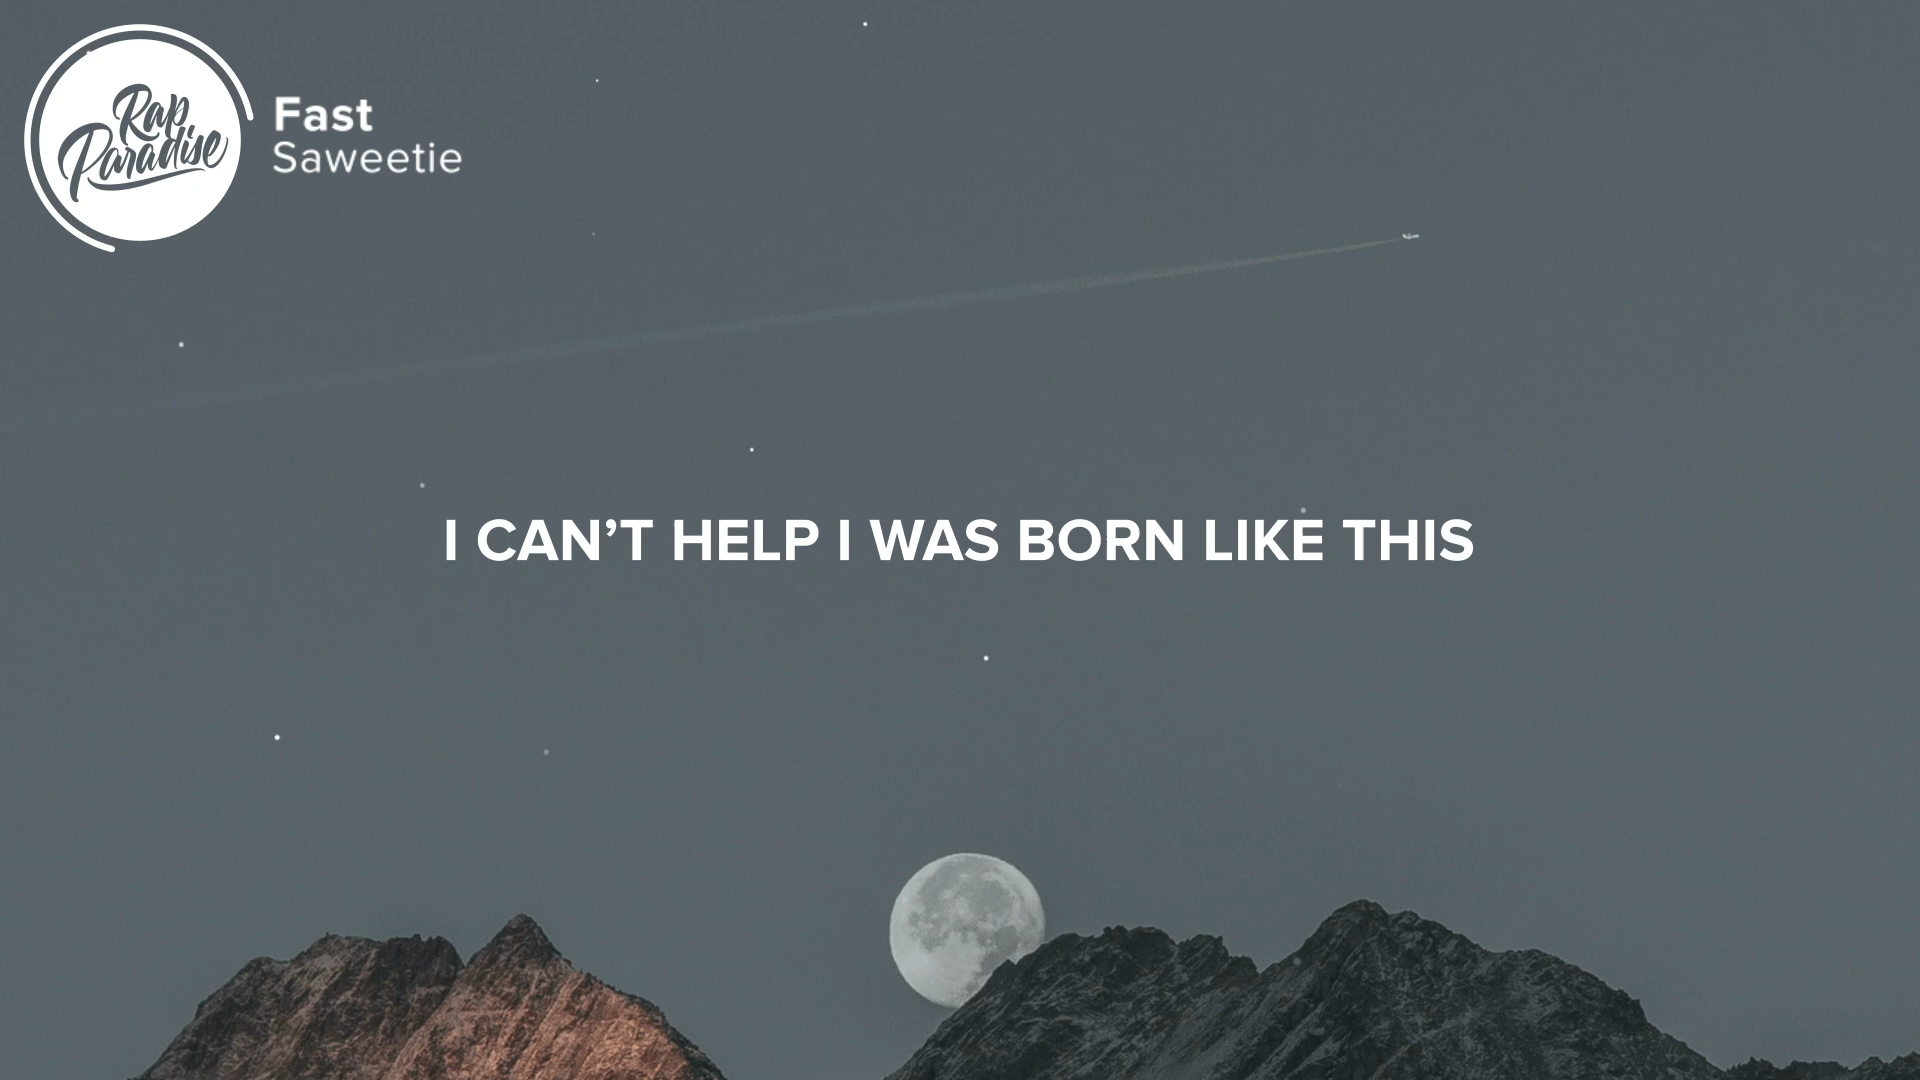 Rap
Paradise
Fast
Saweetie
I CAN’T HELP I WAS BORN LIKE THIS